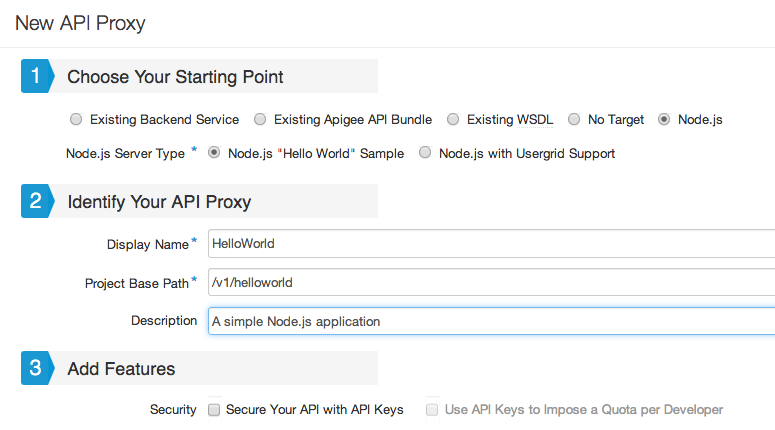 New API Proxy
1 Choose Your Starting Point
Existing Backend Service Existing Apigee API Bundle Existing WSDL No Target Node.js
Node.js Server Type * Node.js "Hello World" Sample Node.js with Usergrid Support
2 Identify Your API Proxy
Display Name * HelloWorld
Project Base Path * /v1/helloworld
Description A simple Node.js application
3 Add Features
Security Secure Your API with API Keys Use API Keys to Impose a Quota per Developer